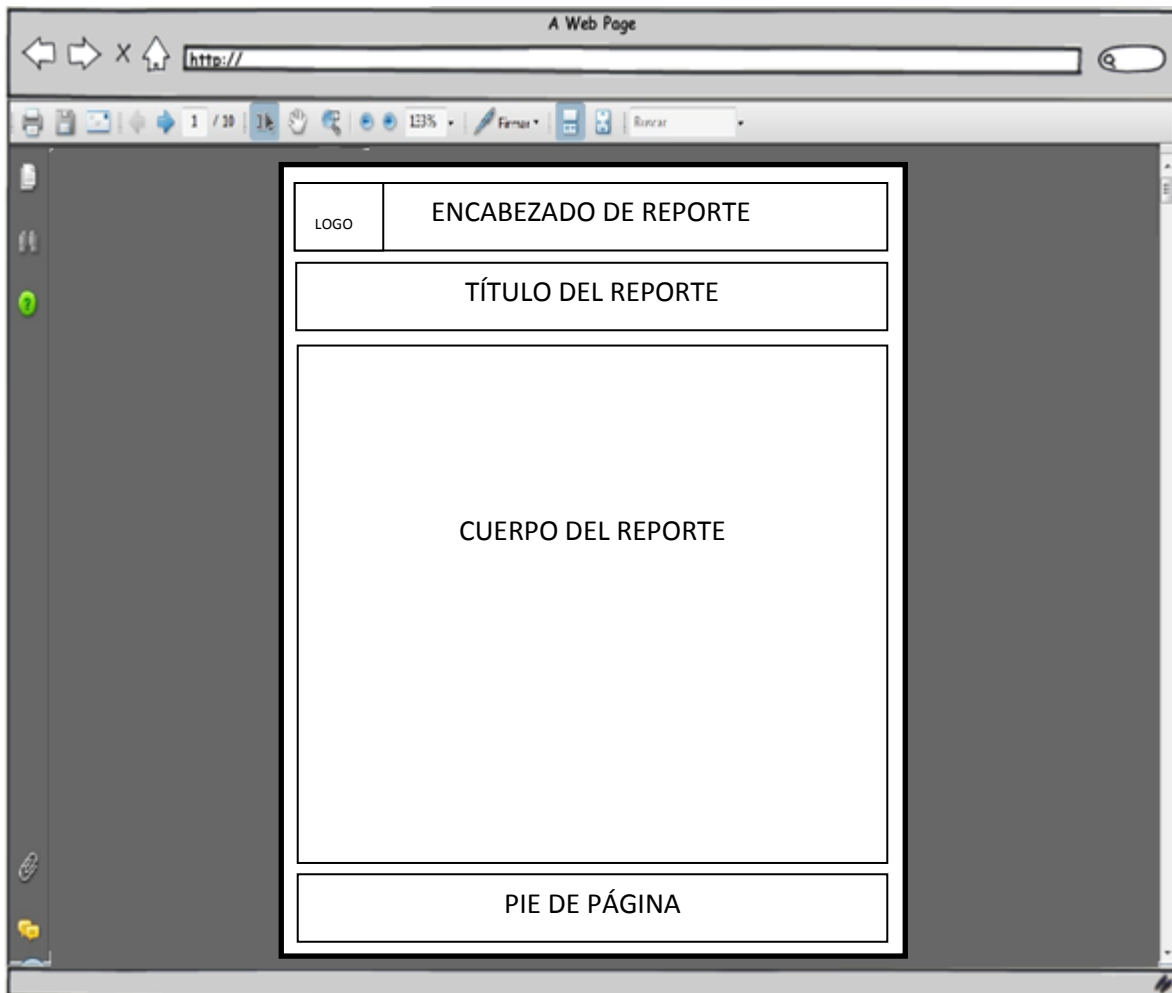 A Web Page
http://
1 / 10 133% Firmar Buscar
LOGO
ENCABEZADO DE REPORTE
TÍTULO DEL REPORTE
CUERPO DEL REPORTE
PIE DE PÁGINA